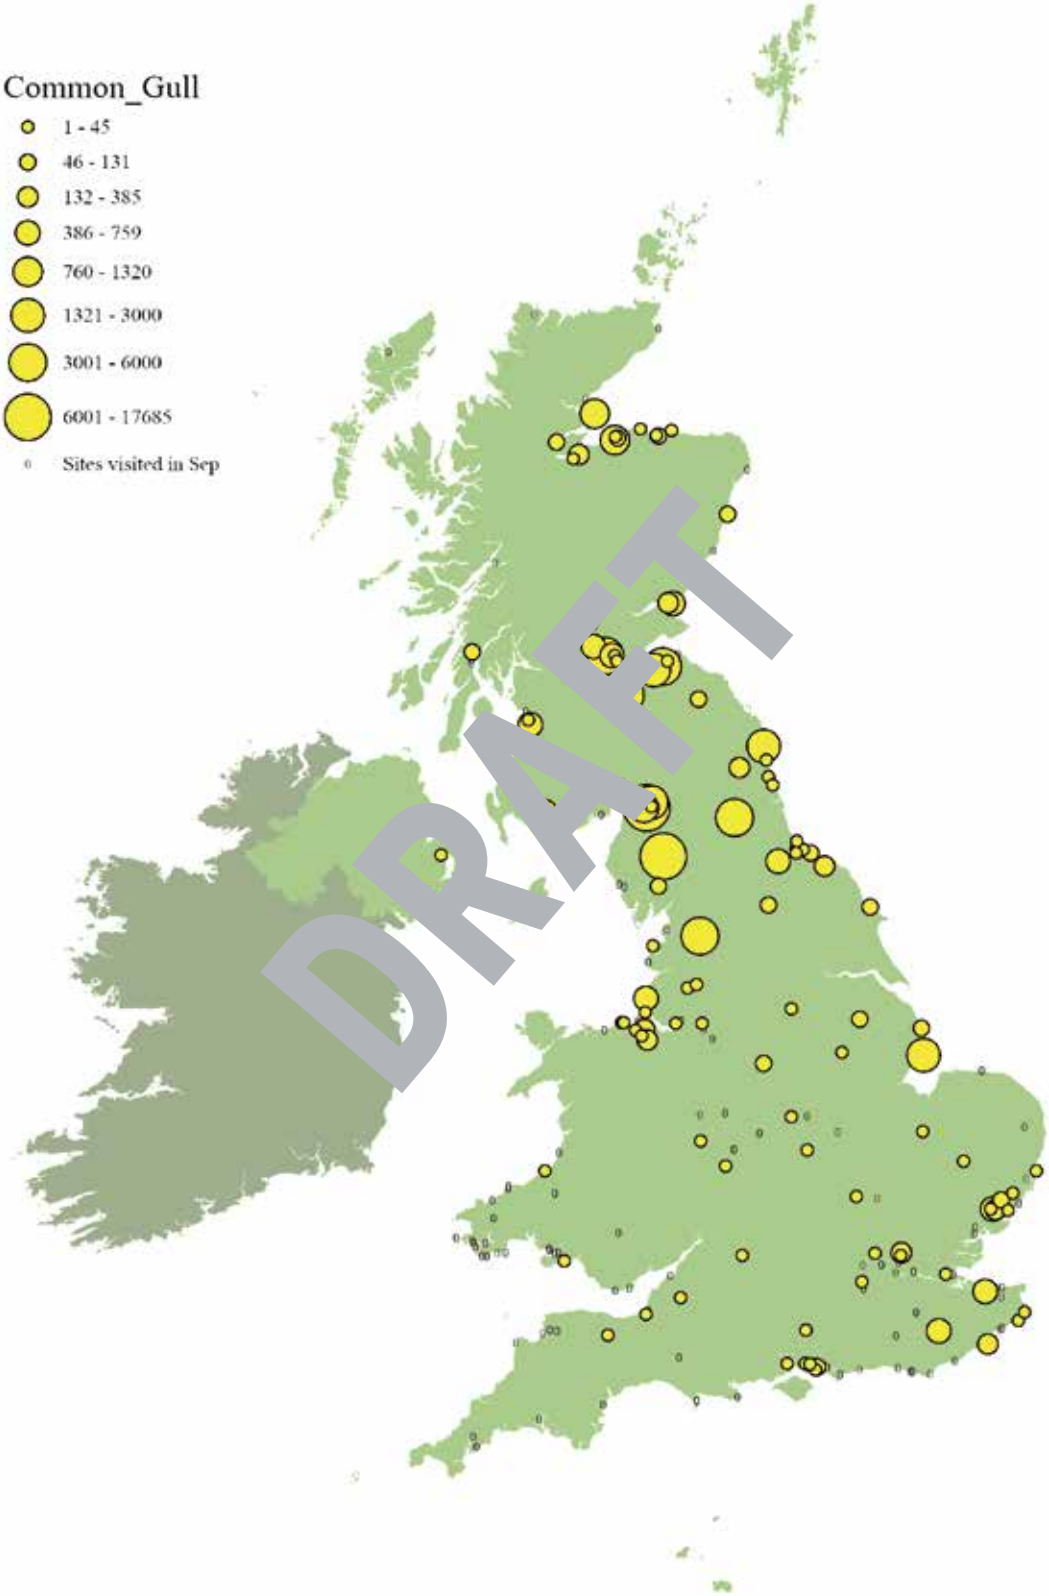 Common_Gull
1 - 45
46 - 131
132 - 385
386 - 759
760 - 1320
1321 - 3000
3001 - 6000
6001 - 17685
0 Sites visited in Sep
DRAFT